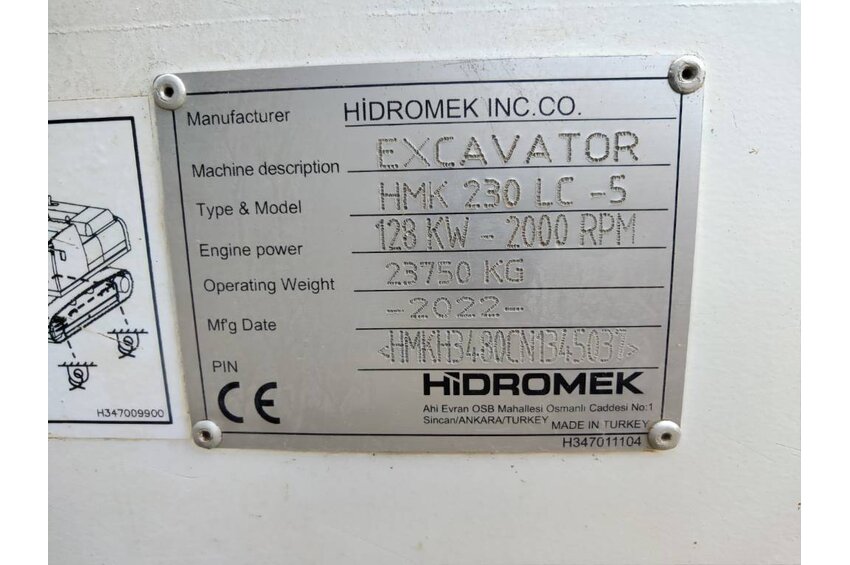 Manufacturer HİDROMEK INC.CO.
Machine description EXCAVATOR
Type & Model HMK 230 LC -5
Engine power 128 KW - 2000 RPM
Operating Weight 23750 KG
Mf'g Date -2022-
PIN <HMKH3480CN1345037>
CE HİDROMEK
Ahi Evran OSB Mahallesi Osmanlı Caddesi No:1
Sincan/ANKARA/TURKEY MADE IN TURKEY
H347011104
H347009900